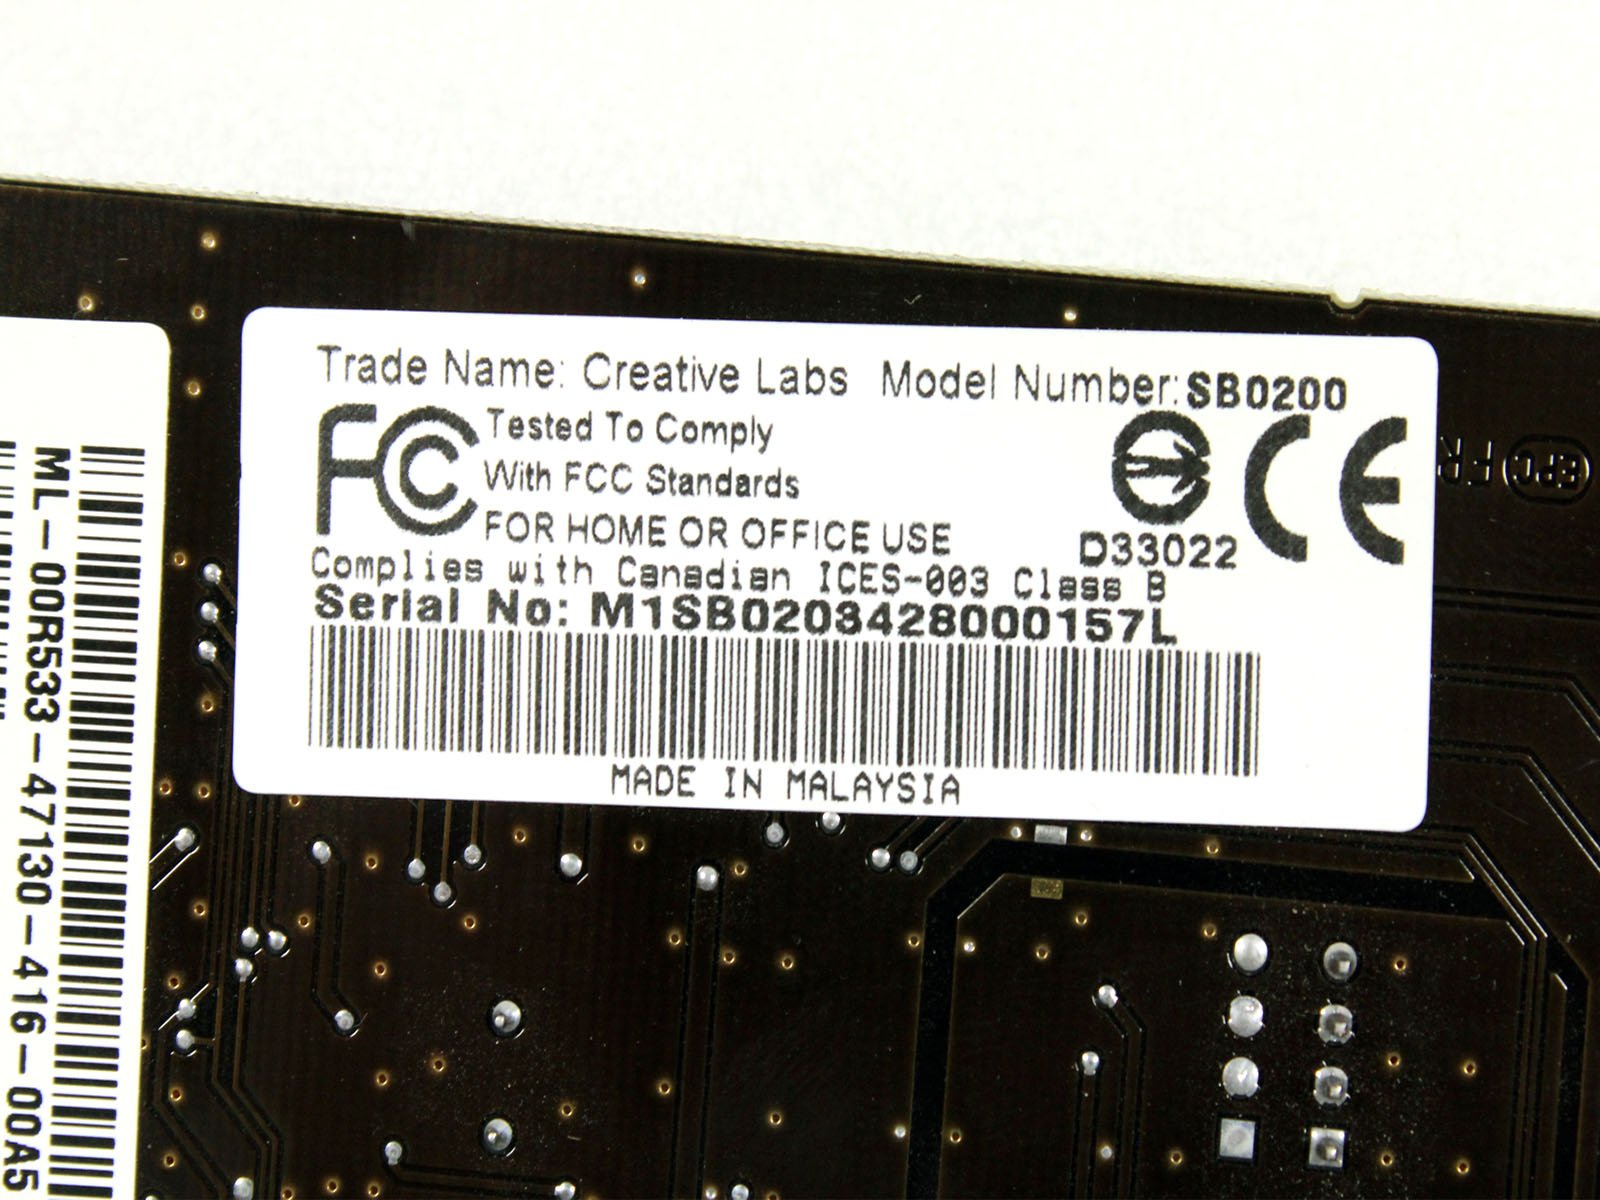 Trade Name: Creative Labs Model Number: SB0200
FC Tested To Comply
With FCC Standards
FOR HOME OR OFFICE USE
D33022
CE
Complies with Canadian ICES-003 Class B
Serial No: M1SB0203428000157L
MADE IN MALAYSIA
ML-00R533-47130-416-00A5
FR EPC